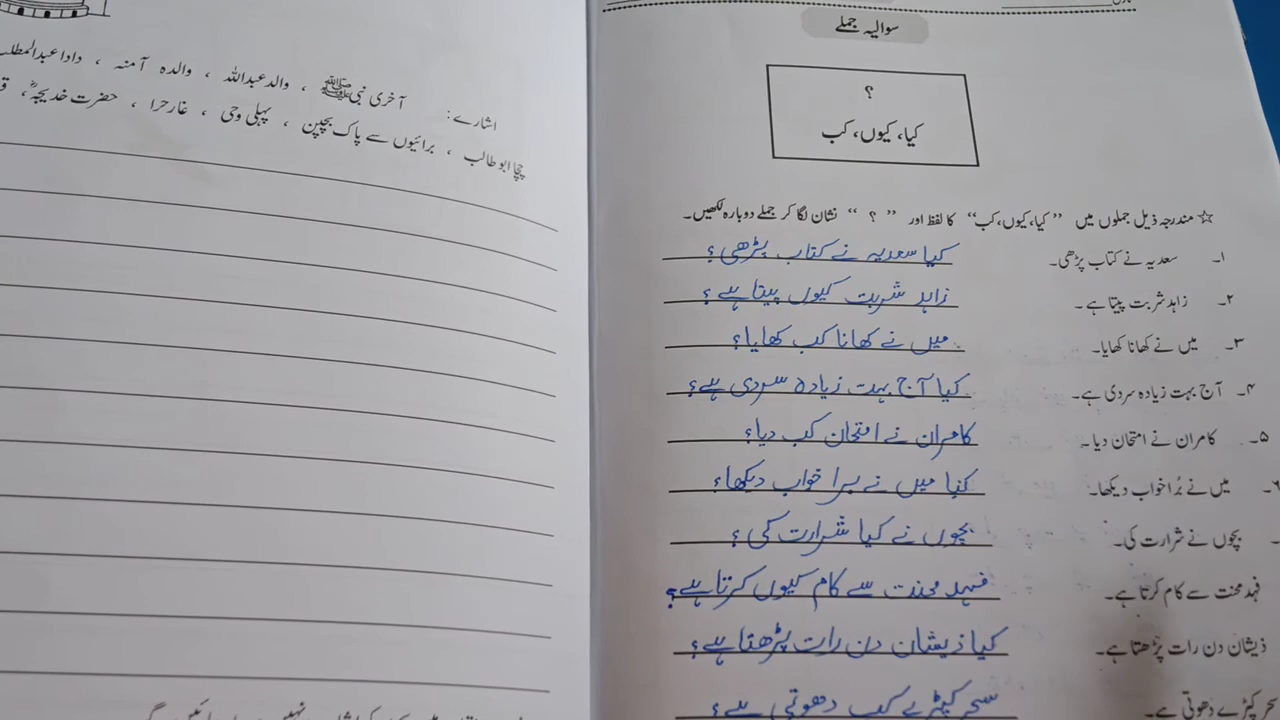 سوالیہ جملے
؟
کیا، کیوں، کب
☆ مندرجہ ذیل جملوں میں ”کیا، کیوں، کب“ کا لفظ اور ” ؟ “ نشان لگا کر جملے دوبارہ لکھیں۔
۱۔ سعدیہ نے کتاب پڑھی۔ کیا سعدیہ نے کتاب پڑھی؟
۲۔ زاہد شربت پیتا ہے۔ زاہد شربت کیوں پیتا ہے؟
۳۔ میں نے کھانا کھایا۔ میں نے کھانا کب کھایا؟
۴۔ آج بہت زیادہ سردی ہے۔ کیا آج بہت زیادہ سردی ہے؟
۵۔ کامران نے امتحان دیا۔ کامران نے امتحان کب دیا؟
۶۔ میں نے بُرا خواب دیکھا۔ کیا میں نے برا خواب دیکھا؟
بچوں نے شرارت کی۔ بچوں نے کیا شرارت کی؟
فہد محنت سے کام کرتا ہے۔ فہد محنت سے کام کیوں کرتا ہے؟
ذیشان دن رات پڑھتا ہے۔ کیا ذیشان دن رات پڑھتا ہے؟
سحر کپڑے دھوتی ہے۔ سحر کپڑے کب دھوتی ہے؟
اشارے: آخری نبی ﷺ ، والد عبداللہ ، والدہ آمنہ ، دادا عبدالمطلب
چچا ابوطالب ، برائیوں سے پاک بچپن ، پہلی وحی ، غار حرا ، حضرت خدیجہؓ ،